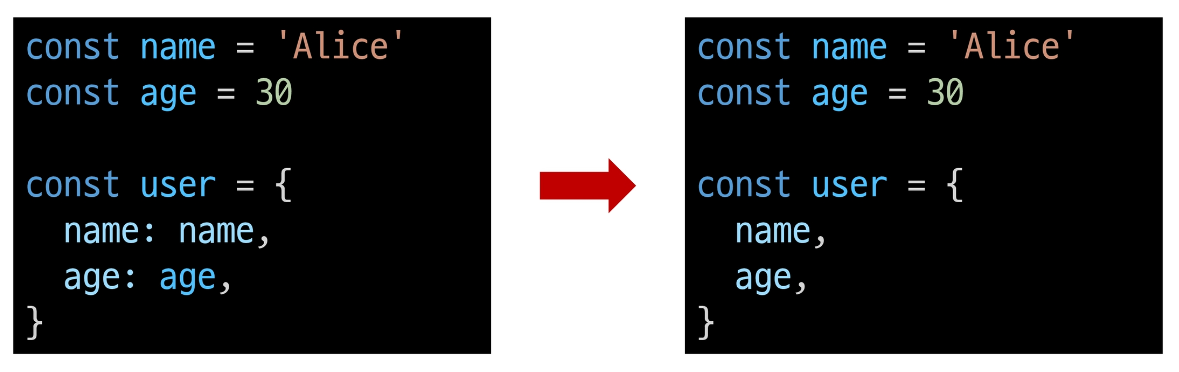 const name = 'Alice'
const age = 30
const user = {
  name: name,
  age: age,
}
const name = 'Alice'
const age = 30
const user = {
  name,
  age,
}